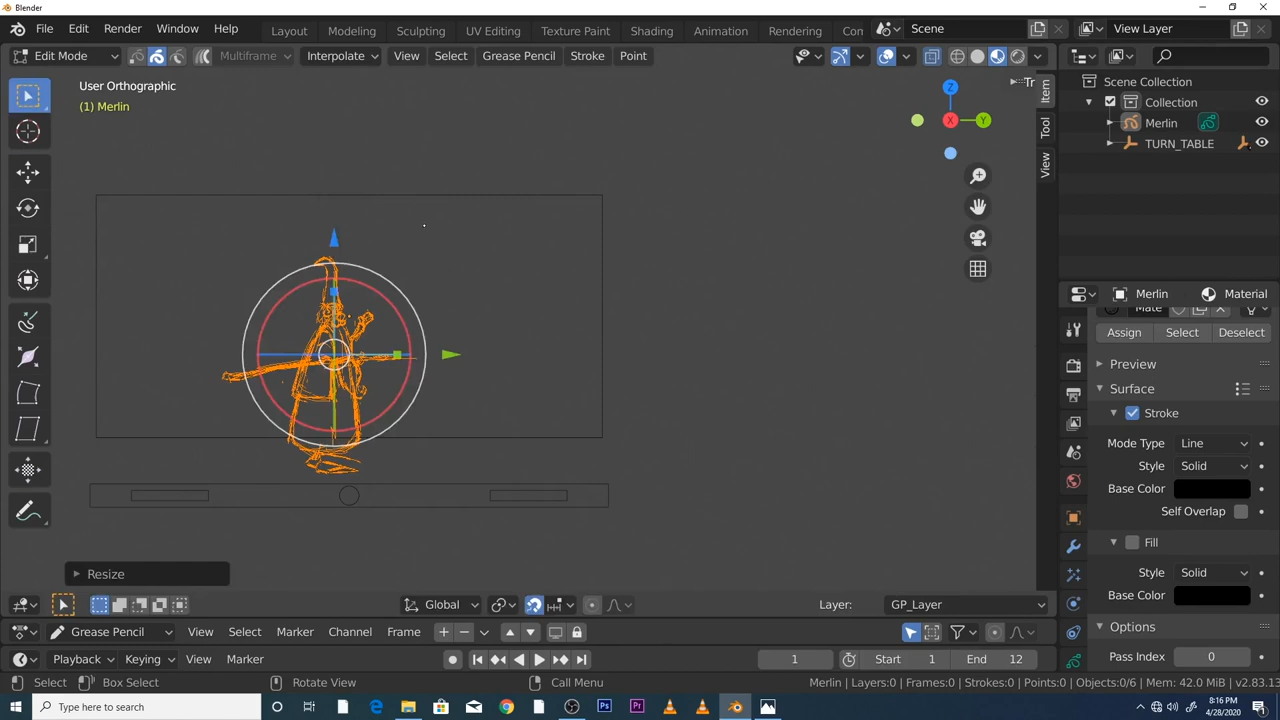 Blender
File Edit Render Window Help Layout Modeling Sculpting UV Editing Texture Paint Shading Animation Rendering Con Scene View Layer
Edit Mode Multiframe Interpolate View Select Grease Pencil Stroke Point
User Orthographic
(1) Merlin
Tr
Item
Tool
View
Z
X
Y
Scene Collection
Collection
Merlin
TURN_TABLE
Merlin Material
Mate
Assign Select Deselect
Preview
Surface
Stroke
Mode Type Line
Style Solid
Base Color
Self Overlap
Fill
Style Solid
Base Color
Options
Pass Index 0
Resize
Global Layer: GP_Layer
Grease Pencil View Select Marker Channel Frame
Playback Keying View Marker 1 Start 1 End 12
Select Box Select Rotate View Call Menu Merlin | Layers:0 | Frames:0 | Strokes:0 | Points:0 | Objects:0/6 | Mem: 42.0 MiB | v2.83.13
Type here to search
8:16 PM
4/28/2020